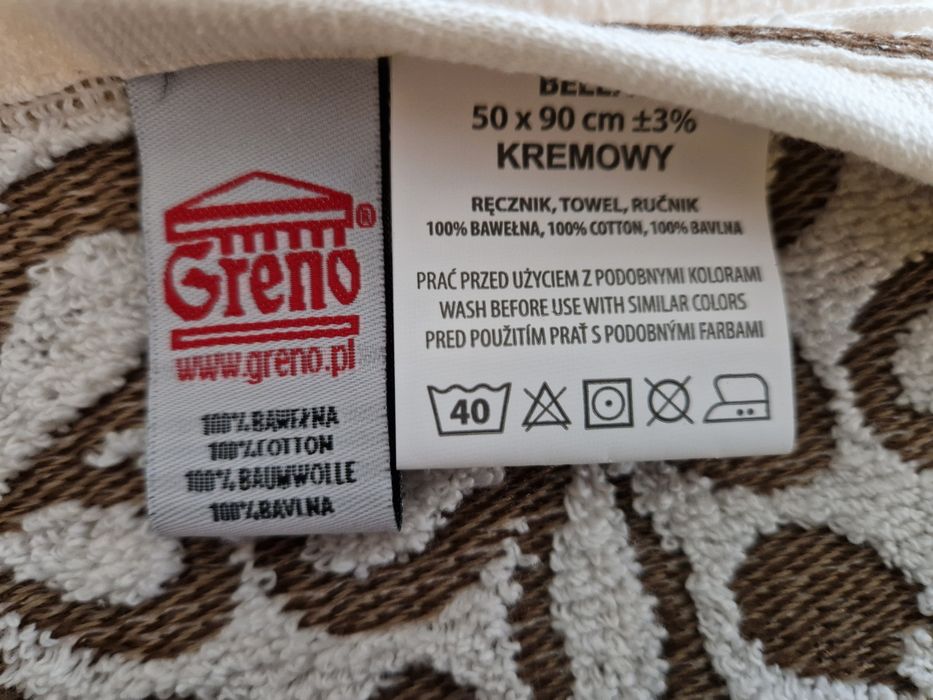 Greno®
www.greno.pl
100% BAWEŁNA
100% COTTON
100% BAUMWOLLE
100% BAVLNA
50 x 90 cm ±3%
KREMOWY
RĘCZNIK, TOWEL, RUČNIK
100% BAWEŁNA, 100% COTTON, 100% BAVLNA
PRAĆ PRZED UŻYCIEM Z PODOBNYMI KOLORAMI
WASH BEFORE USE WITH SIMILAR COLORS
PRED POUŽITÍM PRAŤ S PODOBNÝMI FARBAMI
40